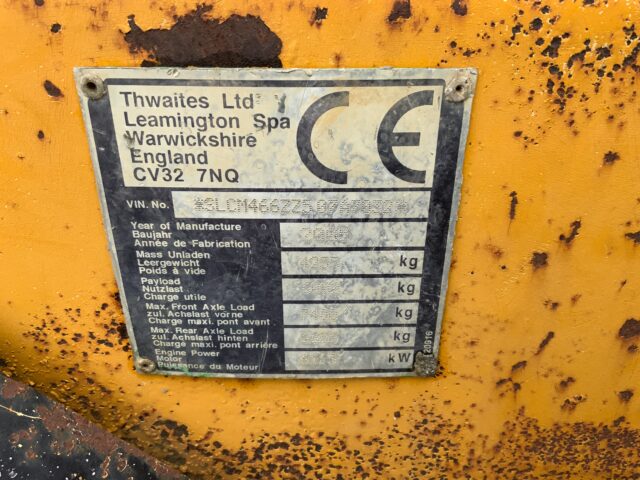 Thwaites Ltd
Leamington Spa
Warwickshire
England
CV32 7NQ
CE
VIN. No.
Year of Manufacture
Baujahr
Année de Fabrication
Mass Unladen
Leergewicht kg
Poids à vide
Payload
Nutzlast kg
Charge utile
Max. Front Axle Load
zul. Achslast vorne kg
Charge maxi. pont avant
Max. Rear Axle Load
zul. Achslast hinten kg
Charge maxi. pont arrière
Engine Power
Motor kW
Puissance du Moteur